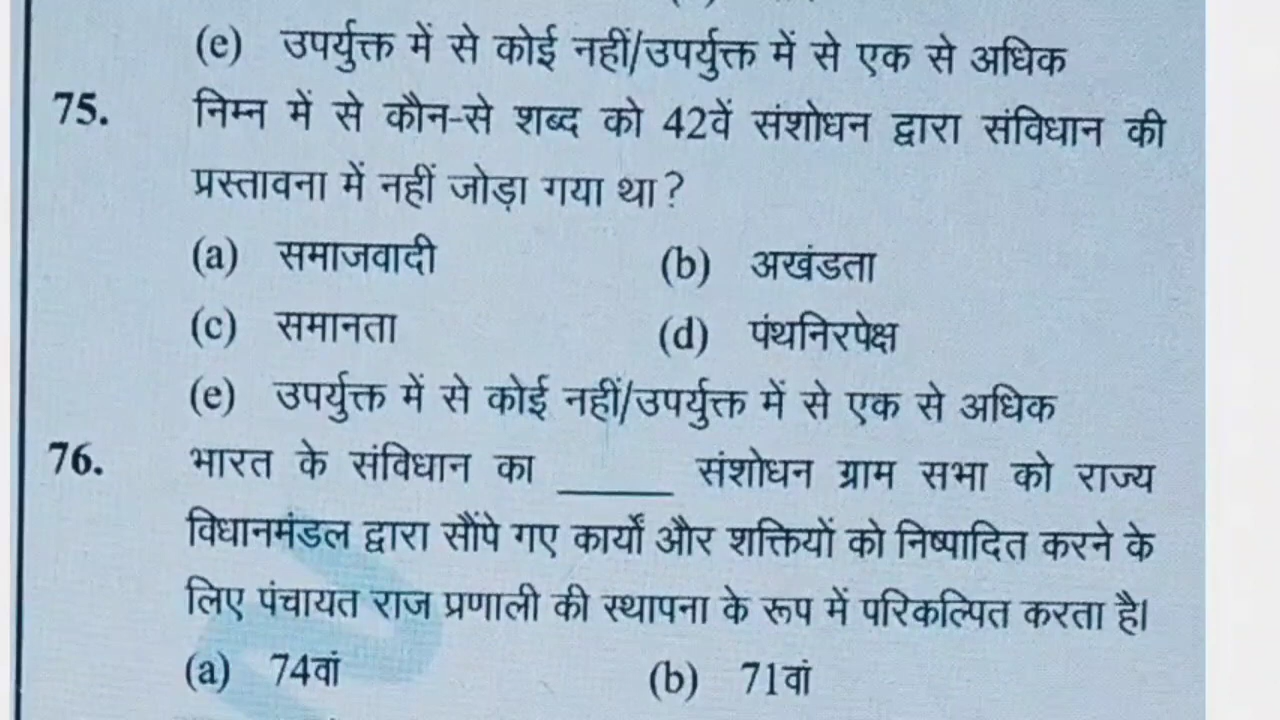 (e) उपर्युक्त में से कोई नहीं/उपर्युक्त में से एक से अधिक
75. निम्न में से कौन-से शब्द को 42वें संशोधन द्वारा संविधान की
प्रस्तावना में नहीं जोड़ा गया था?
(a) समाजवादी (b) अखंडता
(c) समानता (d) पंथनिरपेक्ष
(e) उपर्युक्त में से कोई नहीं/उपर्युक्त में से एक से अधिक
76. भारत के संविधान का ______ संशोधन ग्राम सभा को राज्य
विधानमंडल द्वारा सौंपे गए कार्यों और शक्तियों को निष्पादित करने के
लिए पंचायत राज प्रणाली की स्थापना के रूप में परिकल्पित करता है।
(a) 74वां (b) 71वां